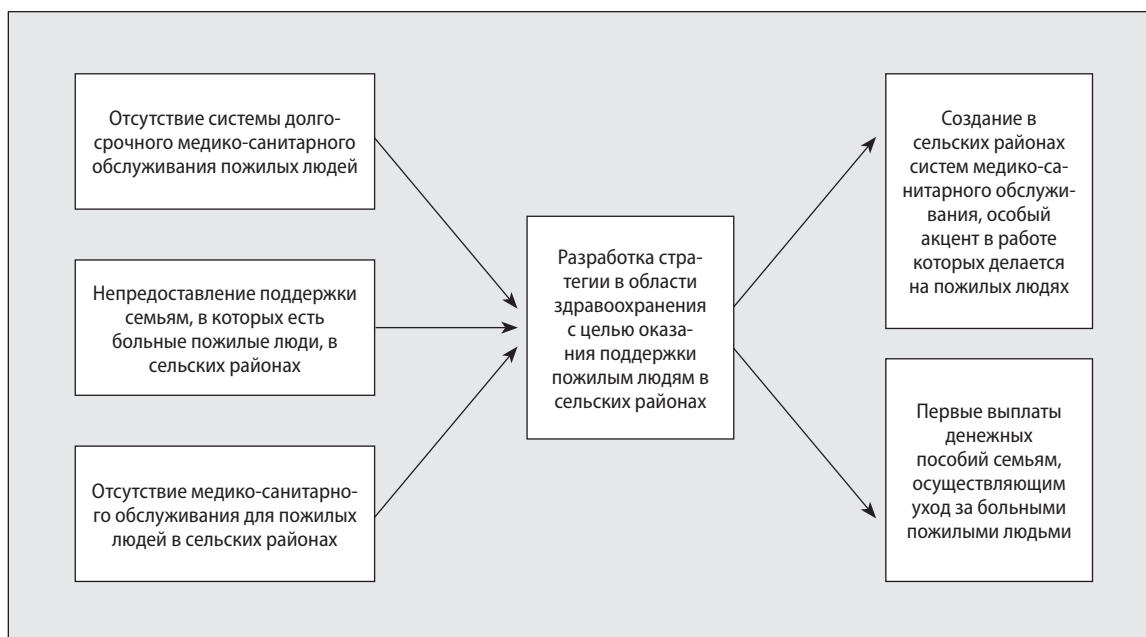 Отсутствие системы долго-
срочного медико-санитарного
обслуживания пожилых людей
Непредоставление поддержки
семьям, в которых есть
больные пожилые люди, в
сельских районах
Отсутствие медико-санитарно-
го обслуживания для пожилых
людей в сельских районах
Разработка стра-
тегии в области
здравоохранения
с целью оказа-
ния поддержки
пожилым людям в
сельских районах
Создание в
сельских районах
систем медико-са-
нитарного обслужи-
вания, особый
акцент в работе
которых делается
на пожилых людях
Первые выплаты
денежных
пособий семьям,
осуществляющим
уход за больными
пожилыми людьми